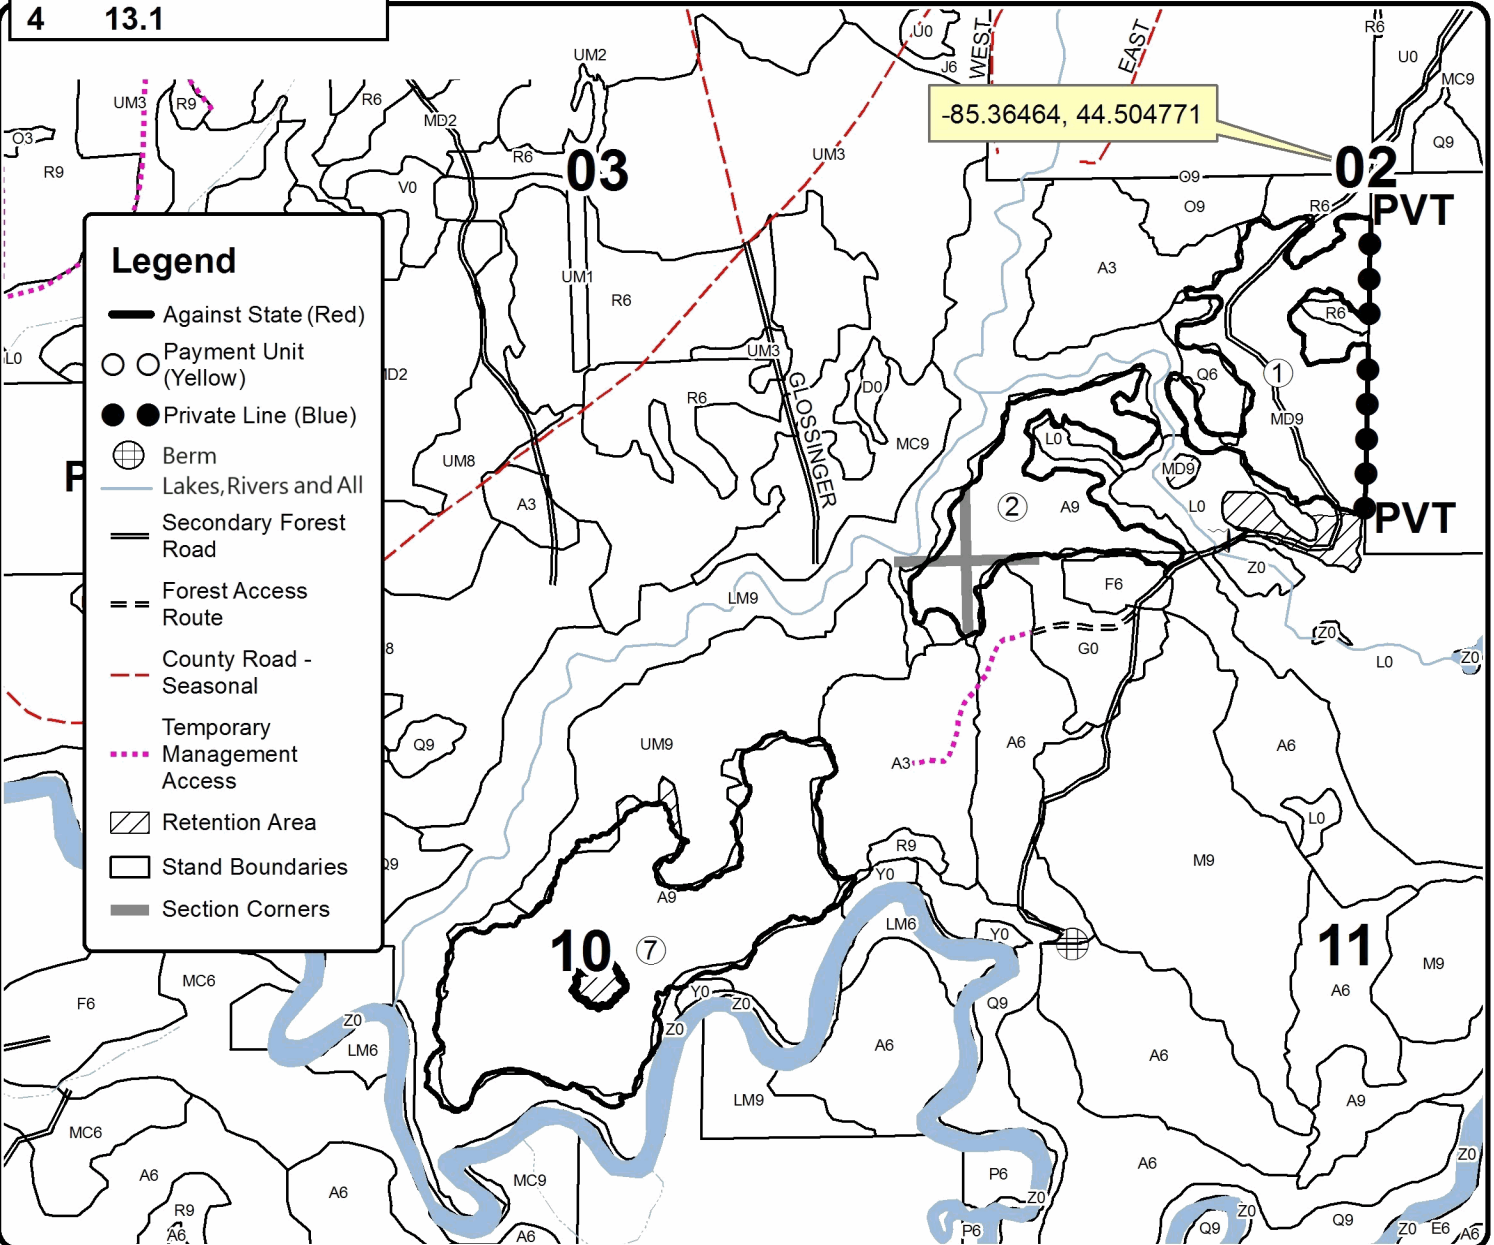 4 13.1
UM2
U0
J6
WEST
EAST
R6
U0
MC9
UM3
R9
R6
MD2
-85.36464, 44.504771
O3
R9
R6
03
UM3
02
Q9
V0
O9
O9
R6
PVT
Legend
Against State (Red)
Payment Unit
(Yellow)
Private Line (Blue)
Berm
Lakes, Rivers and All
Secondary Forest
Road
Forest Access
Route
County Road -
Seasonal
Temporary
Management
Access
Retention Area
Stand Boundaries
Section Corners
UM1
R6
A3
R6
L0
UM3
GLOSSINGER
D0
Q6
1
R6
MD9
UM8
MC9
L0
MD9
A3
2
A9
L0
PVT
LM9
F6
Z0
G0
Z0
L0
Z0
8
Q9
UM9
A3
A6
A6
L0
Q9
R9
Y0
M9
A9
LM6
Y0
10
7
11
M9
F6
MC6
Z0
LM6
Y0
Z0
Z0
Q9
A6
A6
A6
MC6
LM9
A9
A6
R9
A6
A6
MC9
A6
P6
Z0
P6
A6
Q9
Z0
Q9
Z0
E6
A6
Z0